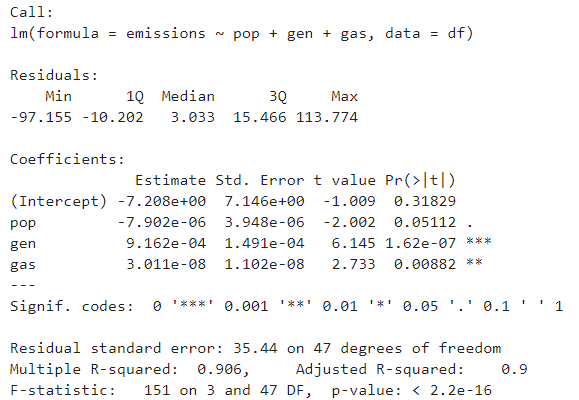 Call:
lm(formula = emissions ~ pop + gen + gas, data = df)

Residuals:
    Min      1Q  Median      3Q     Max
-97.155 -10.202   3.033  15.466 113.774

Coefficients:
              Estimate Std. Error t value Pr(>|t|)
(Intercept) -7.208e+00  7.146e+00  -1.009  0.31829
pop         -7.902e-06  3.948e-06  -2.002  0.05112 .
gen          9.162e-04  1.491e-04   6.145 1.62e-07 ***
gas          3.011e-08  1.102e-08   2.733  0.00882 **
---
Signif. codes:  0 '***' 0.001 '**' 0.01 '*' 0.05 '.' 0.1 ' ' 1

Residual standard error: 35.44 on 47 degrees of freedom
Multiple R-squared:  0.906,     Adjusted R-squared:    0.9
F-statistic:   151 on 3 and 47 DF,  p-value: < 2.2e-16